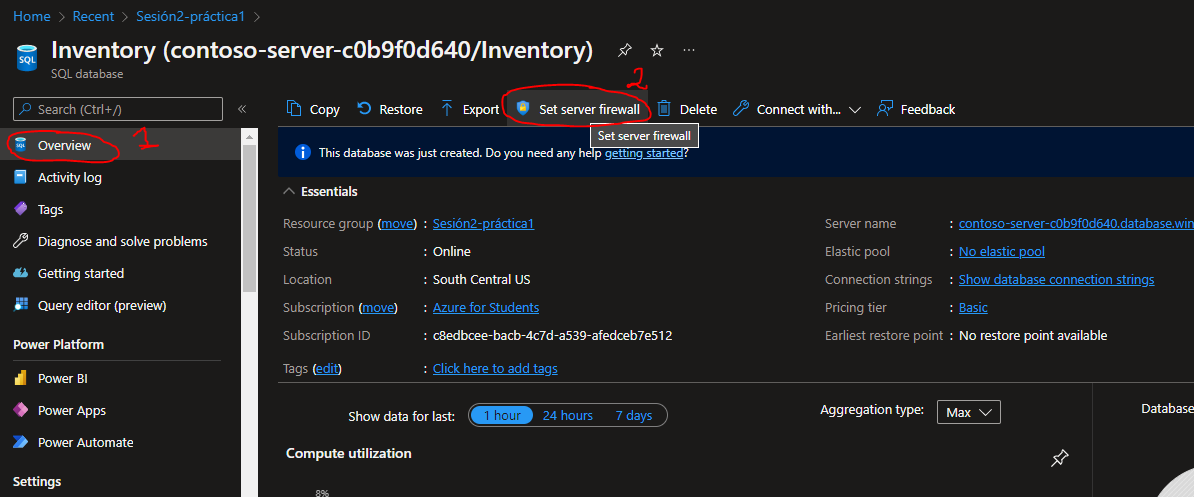 Home > Recent > Sesión2-práctica1 >
Inventory (contoso-server-c0b9f0d640/Inventory) ...
SQL
SQL database
2
Search (Ctrl+/) «
Copy Restore Export Set server firewall Delete Connect with... Feedback
Set server firewall
1
Overview
Activity log
Tags
Diagnose and solve problems
Getting started
Query editor (preview)
Power Platform
Power BI
Power Apps
Power Automate
Settings
This database was just created. Do you need any help getting started?
Essentials
Resource group (move) : Sesión2-práctica1
Status : Online
Location : South Central US
Subscription (move) : Azure for Students
Subscription ID : c8edbcee-bacb-4c7d-a539-afedceb7e512
Tags (edit) : Click here to add tags
Server name : contoso-server-c0b9f0d640.database.win
Elastic pool : No elastic pool
Connection strings : Show database connection strings
Pricing tier : Basic
Earliest restore point : No restore point available
Show data for last: 1 hour 24 hours 7 days
Aggregation type: Max
Database
Compute utilization
8%